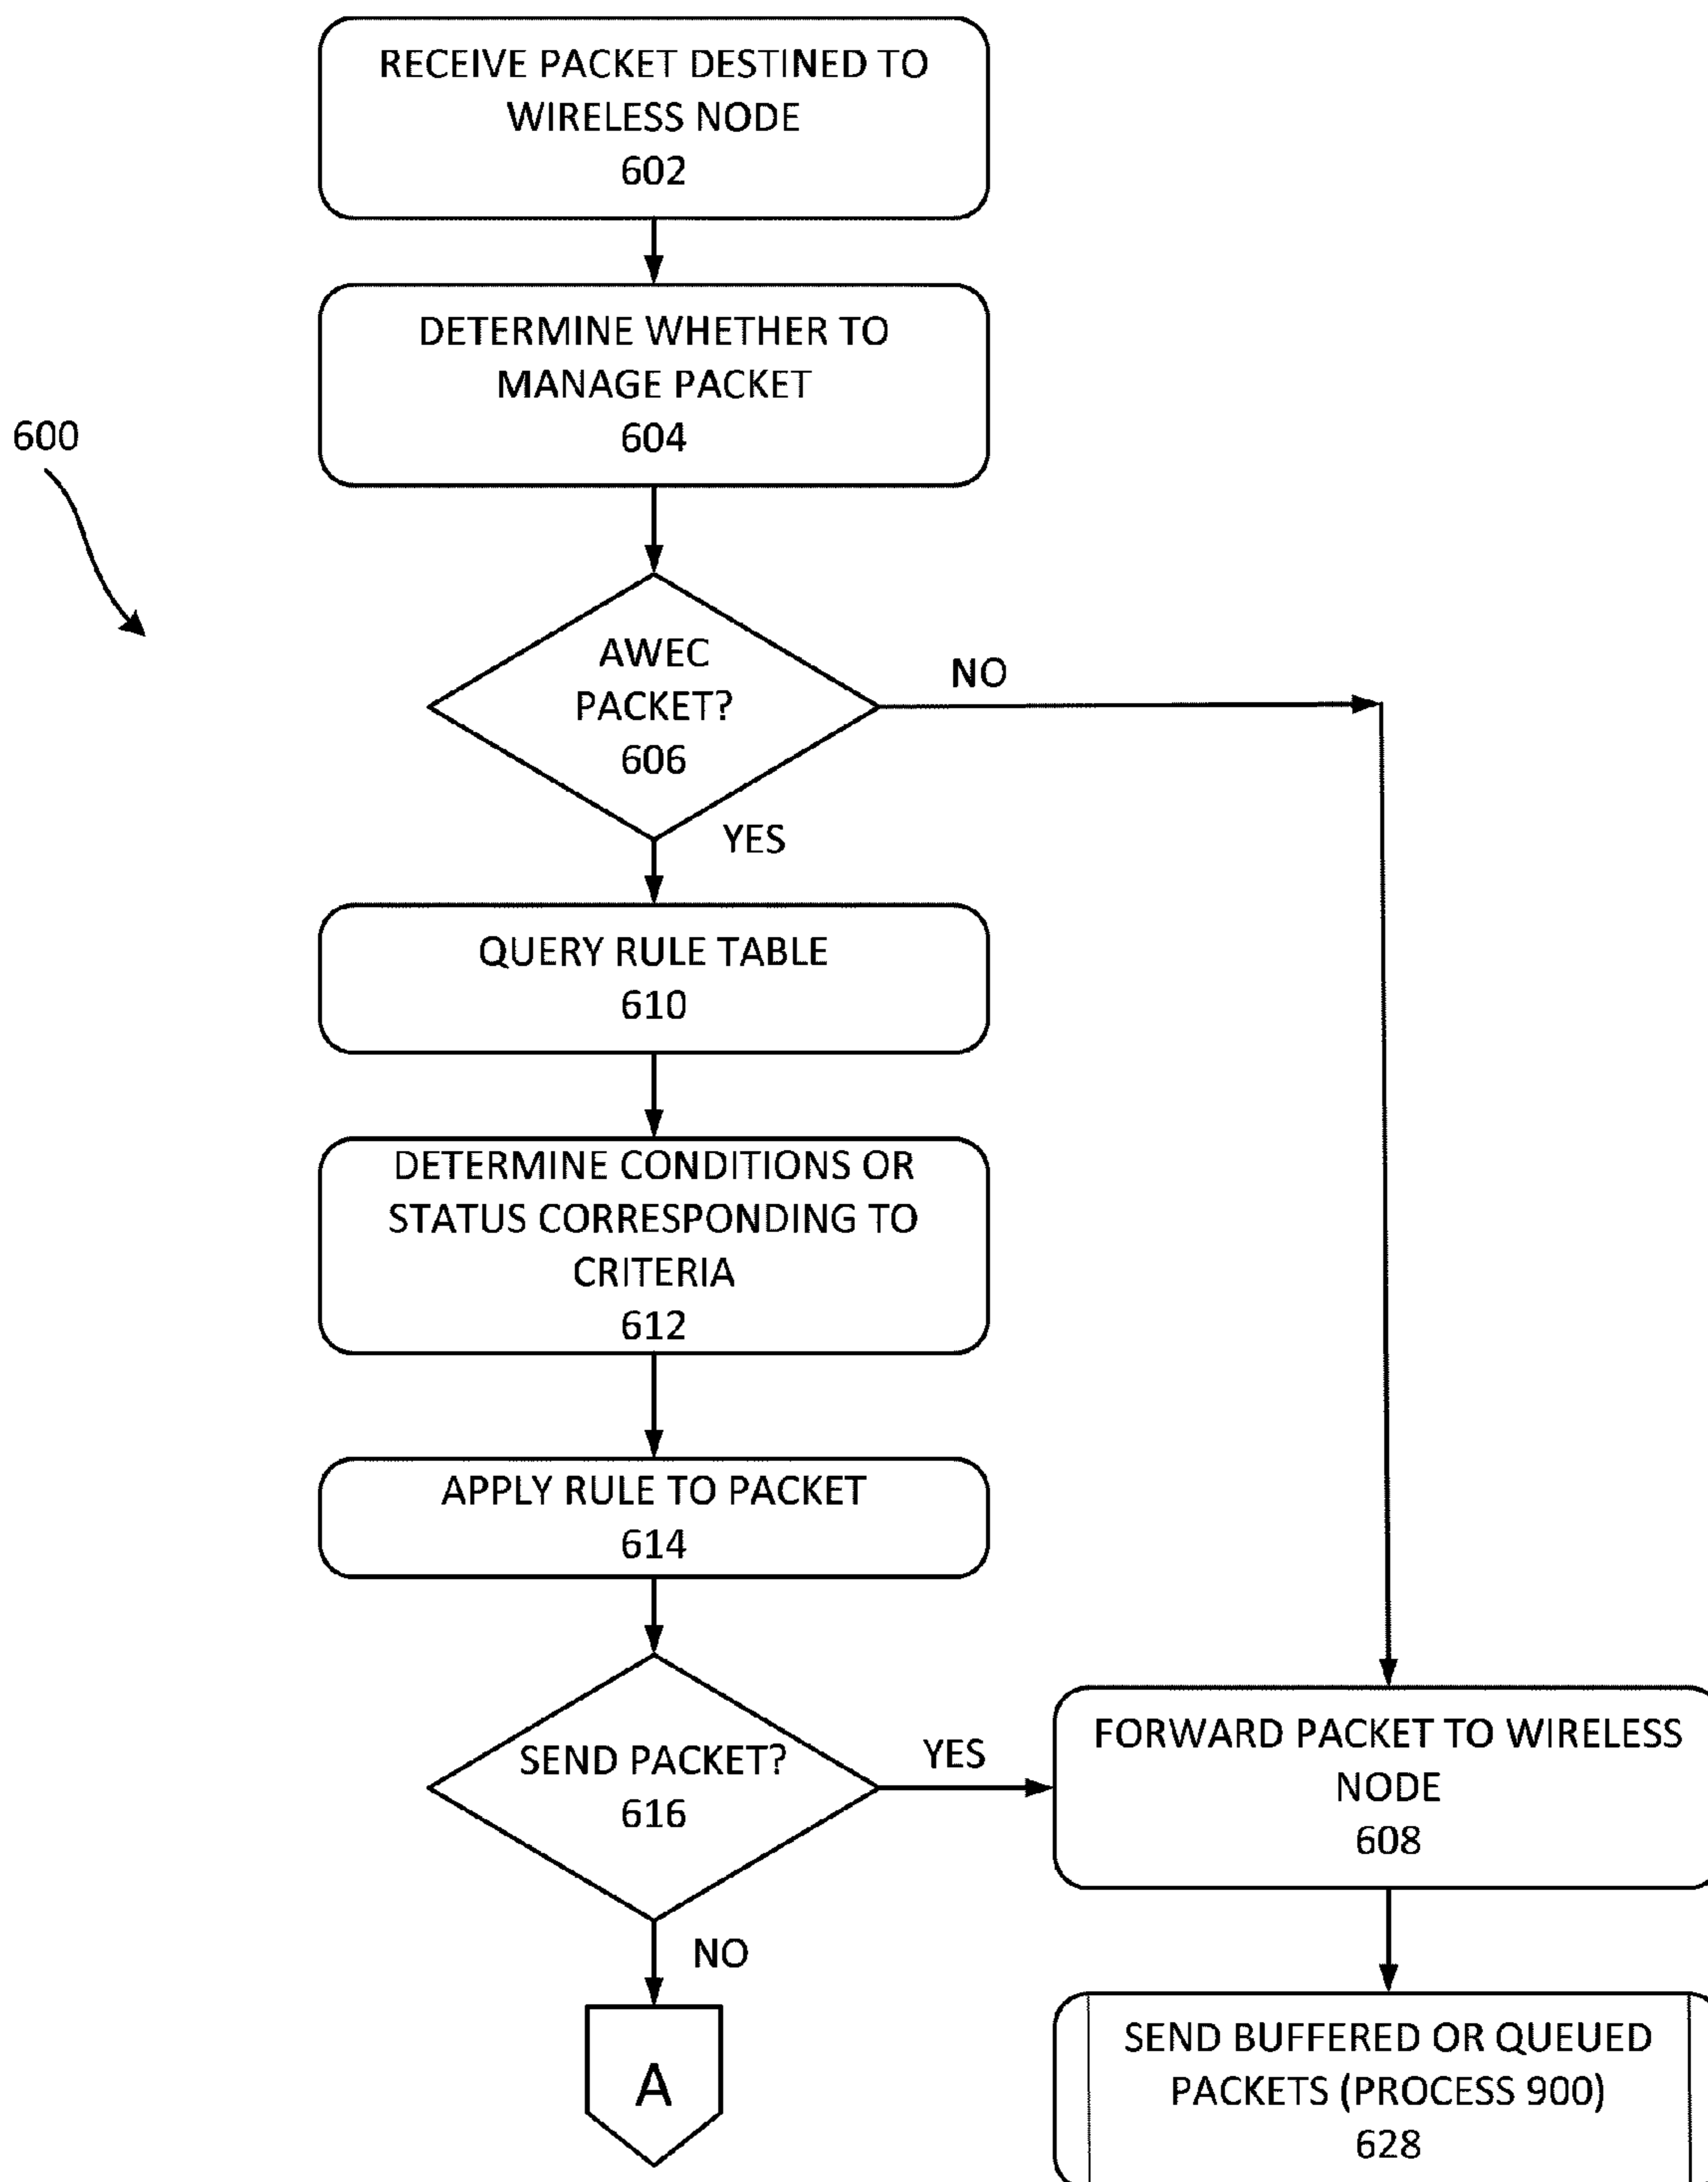 RECEIVE PACKET DESTINED TO
WIRELESS NODE
602
DETERMINE WHETHER TO
MANAGE PACKET
604
600
AWEC
PACKET?
606
NO
YES
QUERY RULE TABLE
610
DETERMINE CONDITIONS OR
STATUS CORRESPONDING TO
CRITERIA
612
APPLY RULE TO PACKET
614
SEND PACKET?
616
YES
FORWARD PACKET TO WIRELESS
NODE
608
NO
A
SEND BUFFERED OR QUEUED
PACKETS (PROCESS 900)
628